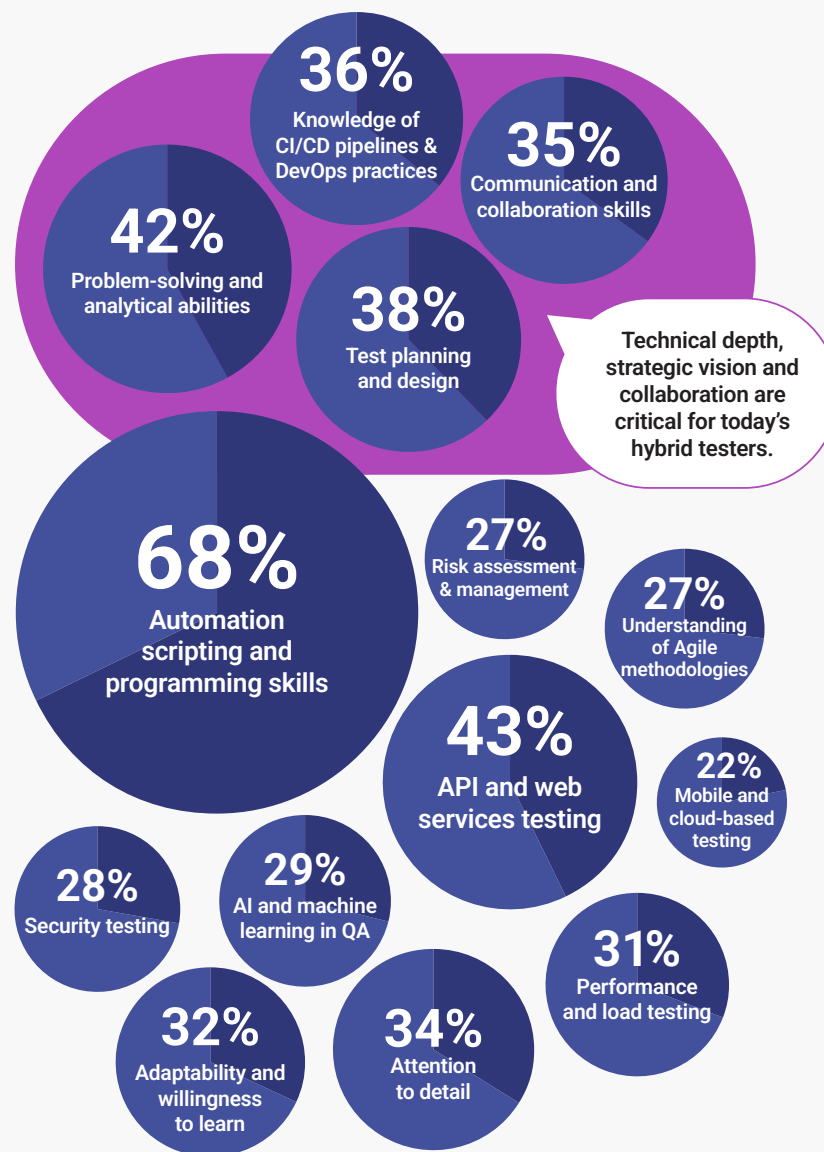 36%
Knowledge of
CI/CD pipelines &
DevOps practices
35%
Communication and
collaboration skills
42%
Problem-solving and
analytical abilities
38%
Test planning
and design
Technical depth,
strategic vision and
collaboration are
critical for today’s
hybrid testers.
68%
Automation
scripting and
programming skills
27%
Risk assessment
& management
27%
Understanding
of Agile
methodologies
43%
API and web
services testing
22%
Mobile and
cloud-based
testing
28%
Security testing
29%
AI and machine
learning in QA
31%
Performance
and load testing
32%
Adaptability and
willingness
to learn
34%
Attention
to detail